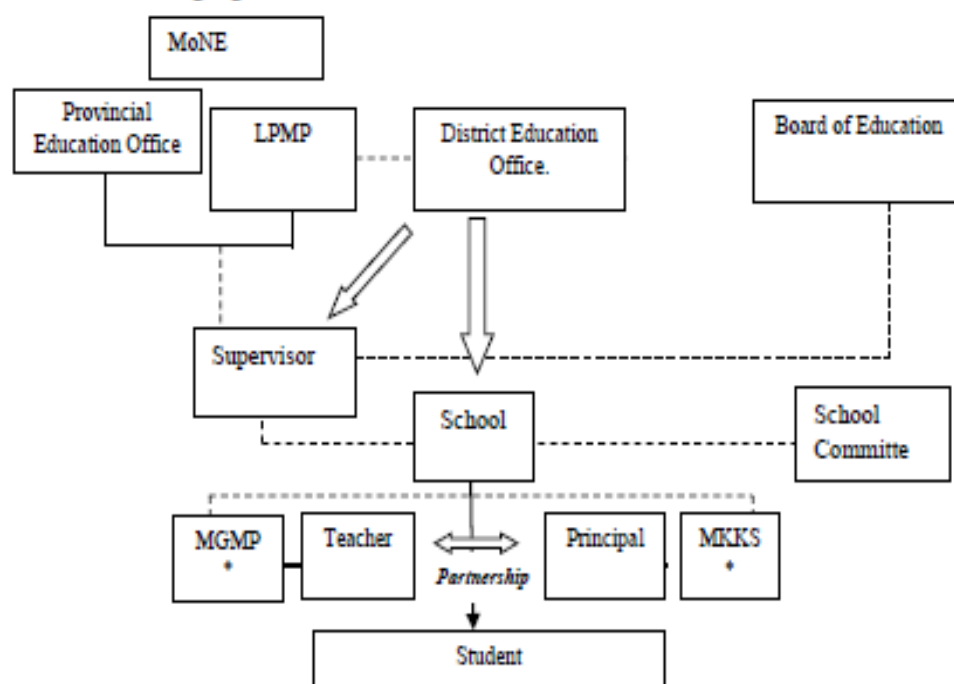 MoNE
Provincial
Education Office
LPMP
District Education
Office.
Board of Education
Supervisor
School
School
Committe
MGMP
*
Teacher
Partnership
Principal
MKKS
*
Student